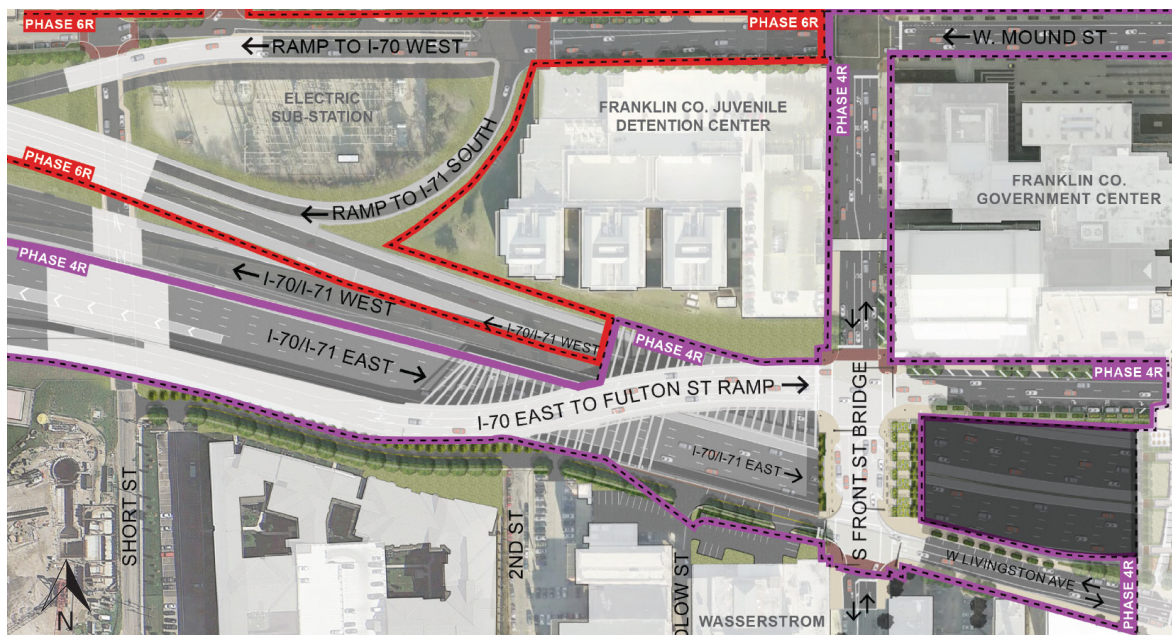 PHASE 6R
PHASE 6R
RAMP TO I-70 WEST
W. MOUND ST
PHASE 4R
ELECTRIC
SUB-STATION
FRANKLIN CO. JUVENILE
DETENTION CENTER
PHASE 6R
RAMP TO I-71 SOUTH
FRANKLIN CO.
GOVERNMENT CENTER
PHASE 4R
I-70/I-71 WEST
I-70/I-71 WEST
PHASE 4R
I-70/I-71 EAST
PHASE 4R
I-70 EAST TO FULTON ST RAMP
S FRONT ST BRIDGE
I-70/I-71 EAST
SHORT ST
2ND ST
DLOW ST
W LIVINGSTON AVE
PHASE 4R
WASSERSTROM
N